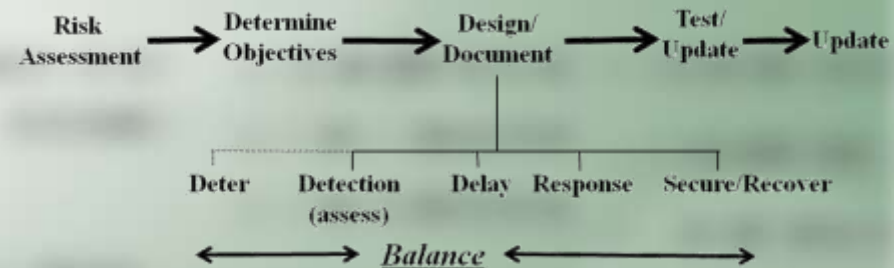 Risk
Assessment
Determine
Objectives
Design/
Document
Test/
Update
Update
Deter
Detection
(assess)
Delay
Response
Secure/Recover
Balance